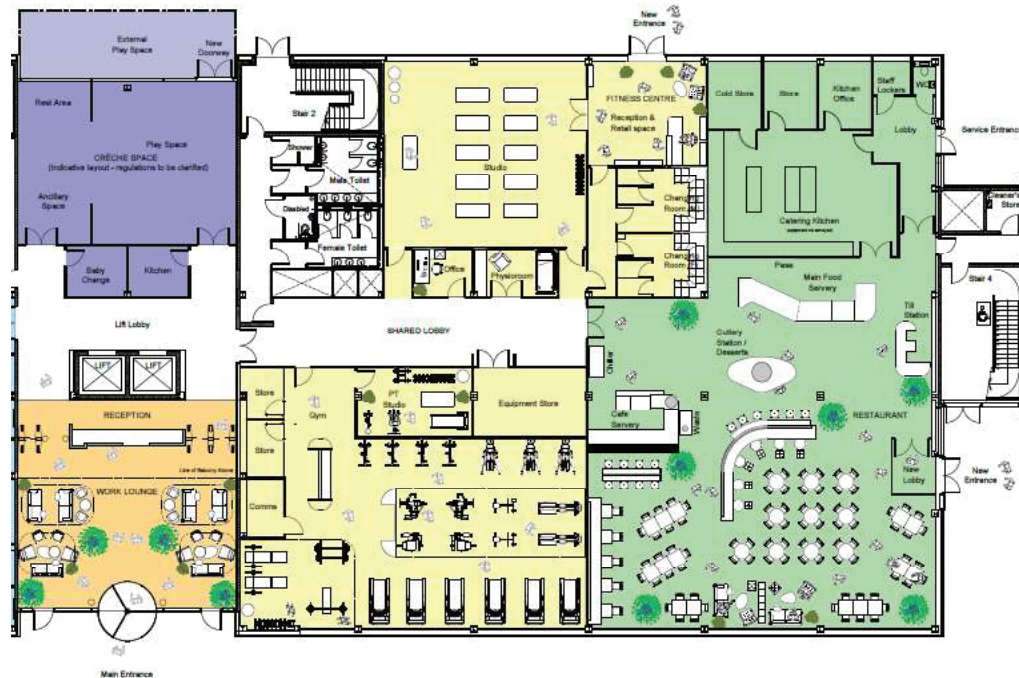 External
Play Space
New
Doorway
Rest Area
Play Space
CRÈCHE SPACE
(Indicative layout - regulations to be clarified)
Ancillary
Space
Baby
Change
Kitchen
Lift Lobby
LIFT
LIFT
RECEPTION
Line of Balcony Above
WORK LOUNGE
Main Entrance
Stair 2
Shower
Male Toilet
Disabled
Female Toilet
Studio
Office
Physioroom
SHARED LOBBY
New
Entrance
FITNESS CENTRE
Reception &
Retail space
Changing
Room
Changing
Room
Store
Gym
Store
Comms
PT
Studio
Equipment Store
Cold Store
Store
Kitchen
Office
Staff
Lockers
WC
Lobby
Service Entrance
Cleaner's
Store
Catering Kitchen
Pass
Main Food
Servery
Till
Station
Stair 4
Cutlery
Station /
Desserts
Chiller
Cafe
Servery
Waste
RESTAURANT
New
Lobby
New
Entrance